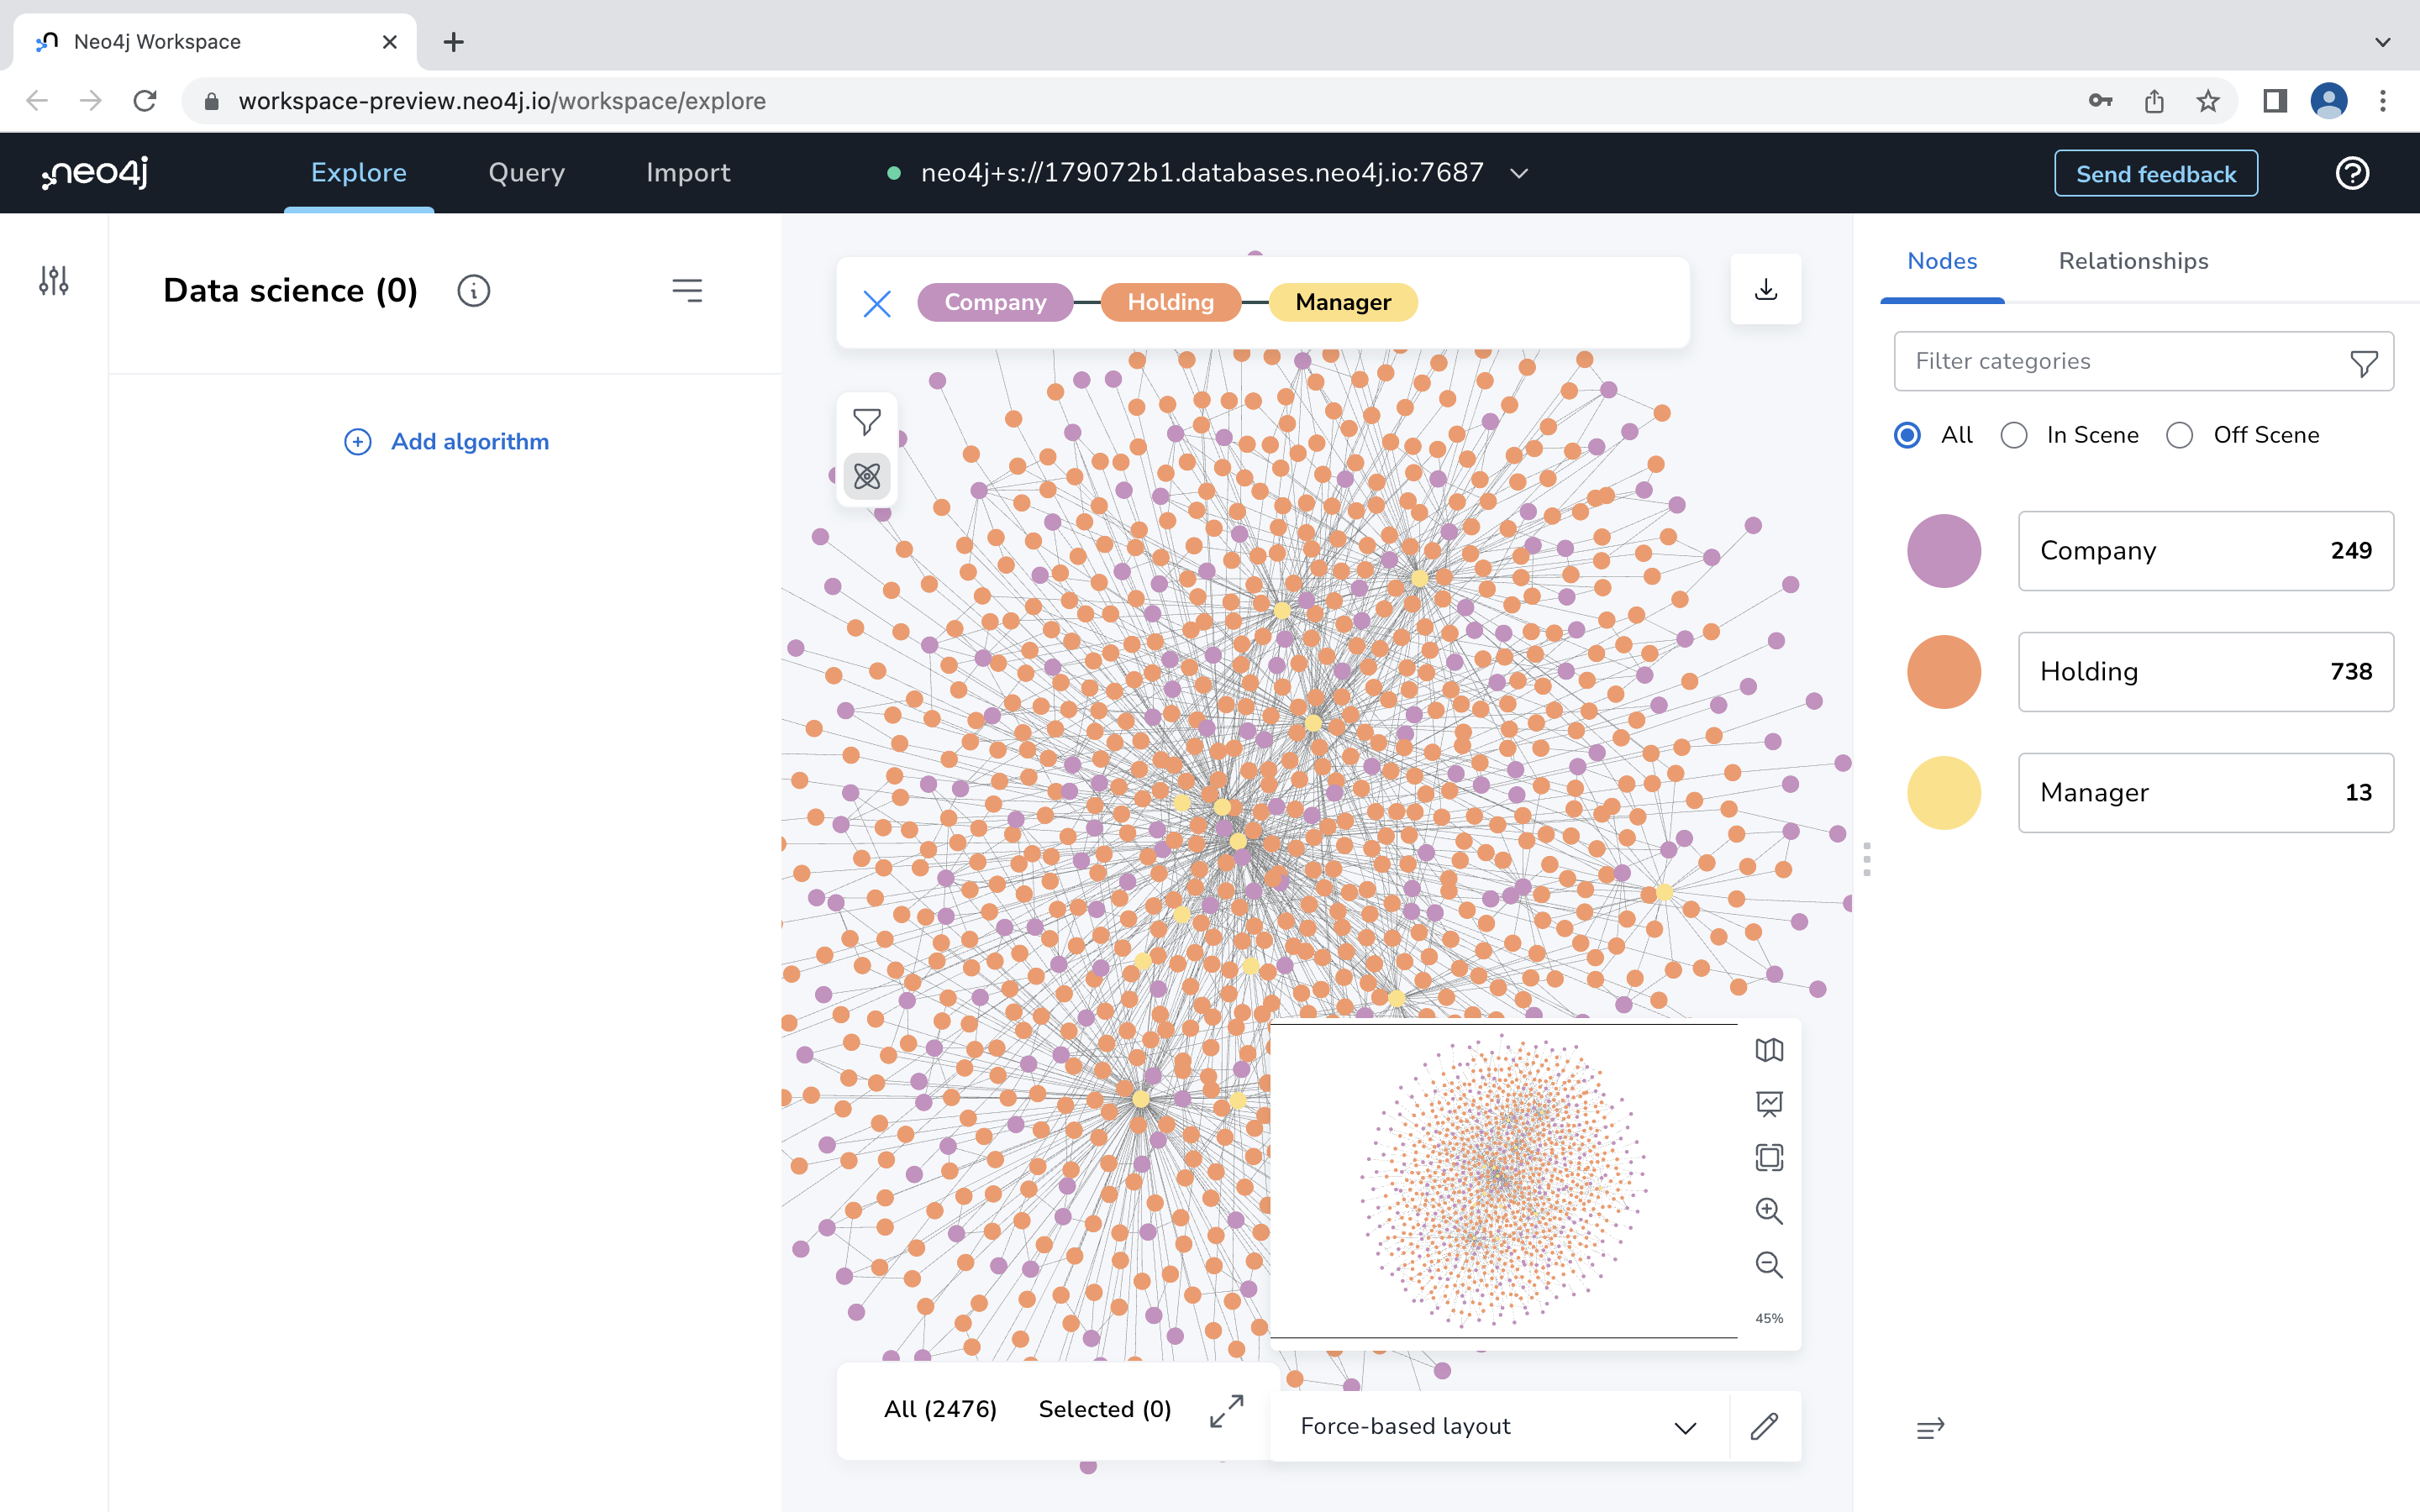 Neo4j Workspace
workspace-preview.neo4j.io/workspace/explore
neo4j
Explore
Query
Import
neo4j+s://179072b1.databases.neo4j.io:7687
Send feedback
Data science (0)
Add algorithm
Company
Holding
Manager
Nodes
Relationships
Filter categories
All
In Scene
Off Scene
Company 249
Holding 738
Manager 13
45%
All (2476)
Selected (0)
Force-based layout